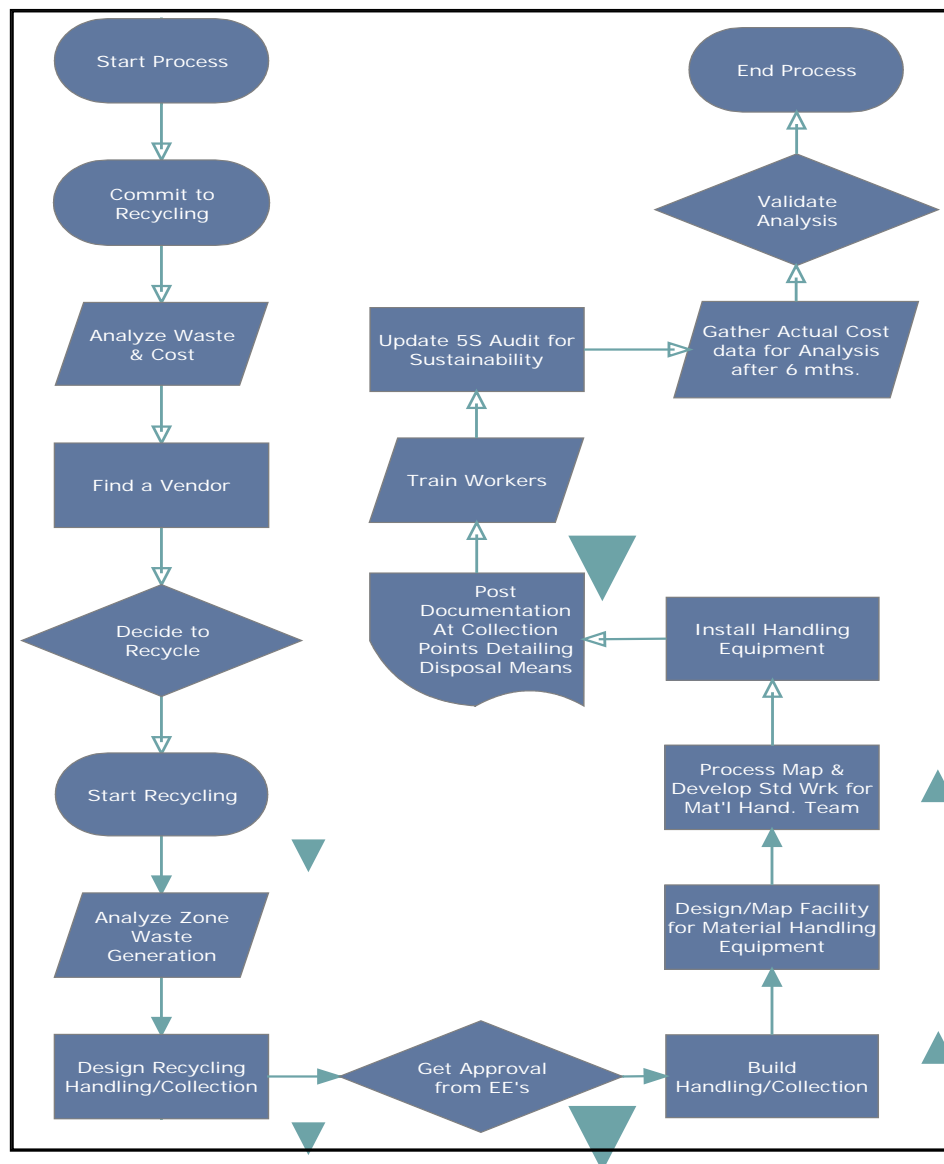 Start Process
Commit to
Recycling
Analyze Waste
& Cost
Find a Vendor
Decide to
Recycle
Start Recycling
Analyze Zone
Waste
Generation
Design Recycling
Handling/Collection
Get Approval
from EE's
Build
Handling/Collection
Design/Map Facility
for Material Handling
Equipment
Process Map &
Develop Std Wrk for
Mat'l Hand. Team
Install Handling
Equipment
Post
Documentation
At Collection
Points Detailing
Disposal Means
Train Workers
Update 5S Audit for
Sustainability
Gather Actual Cost
data for Analysis
after 6 mths.
Validate
Analysis
End Process